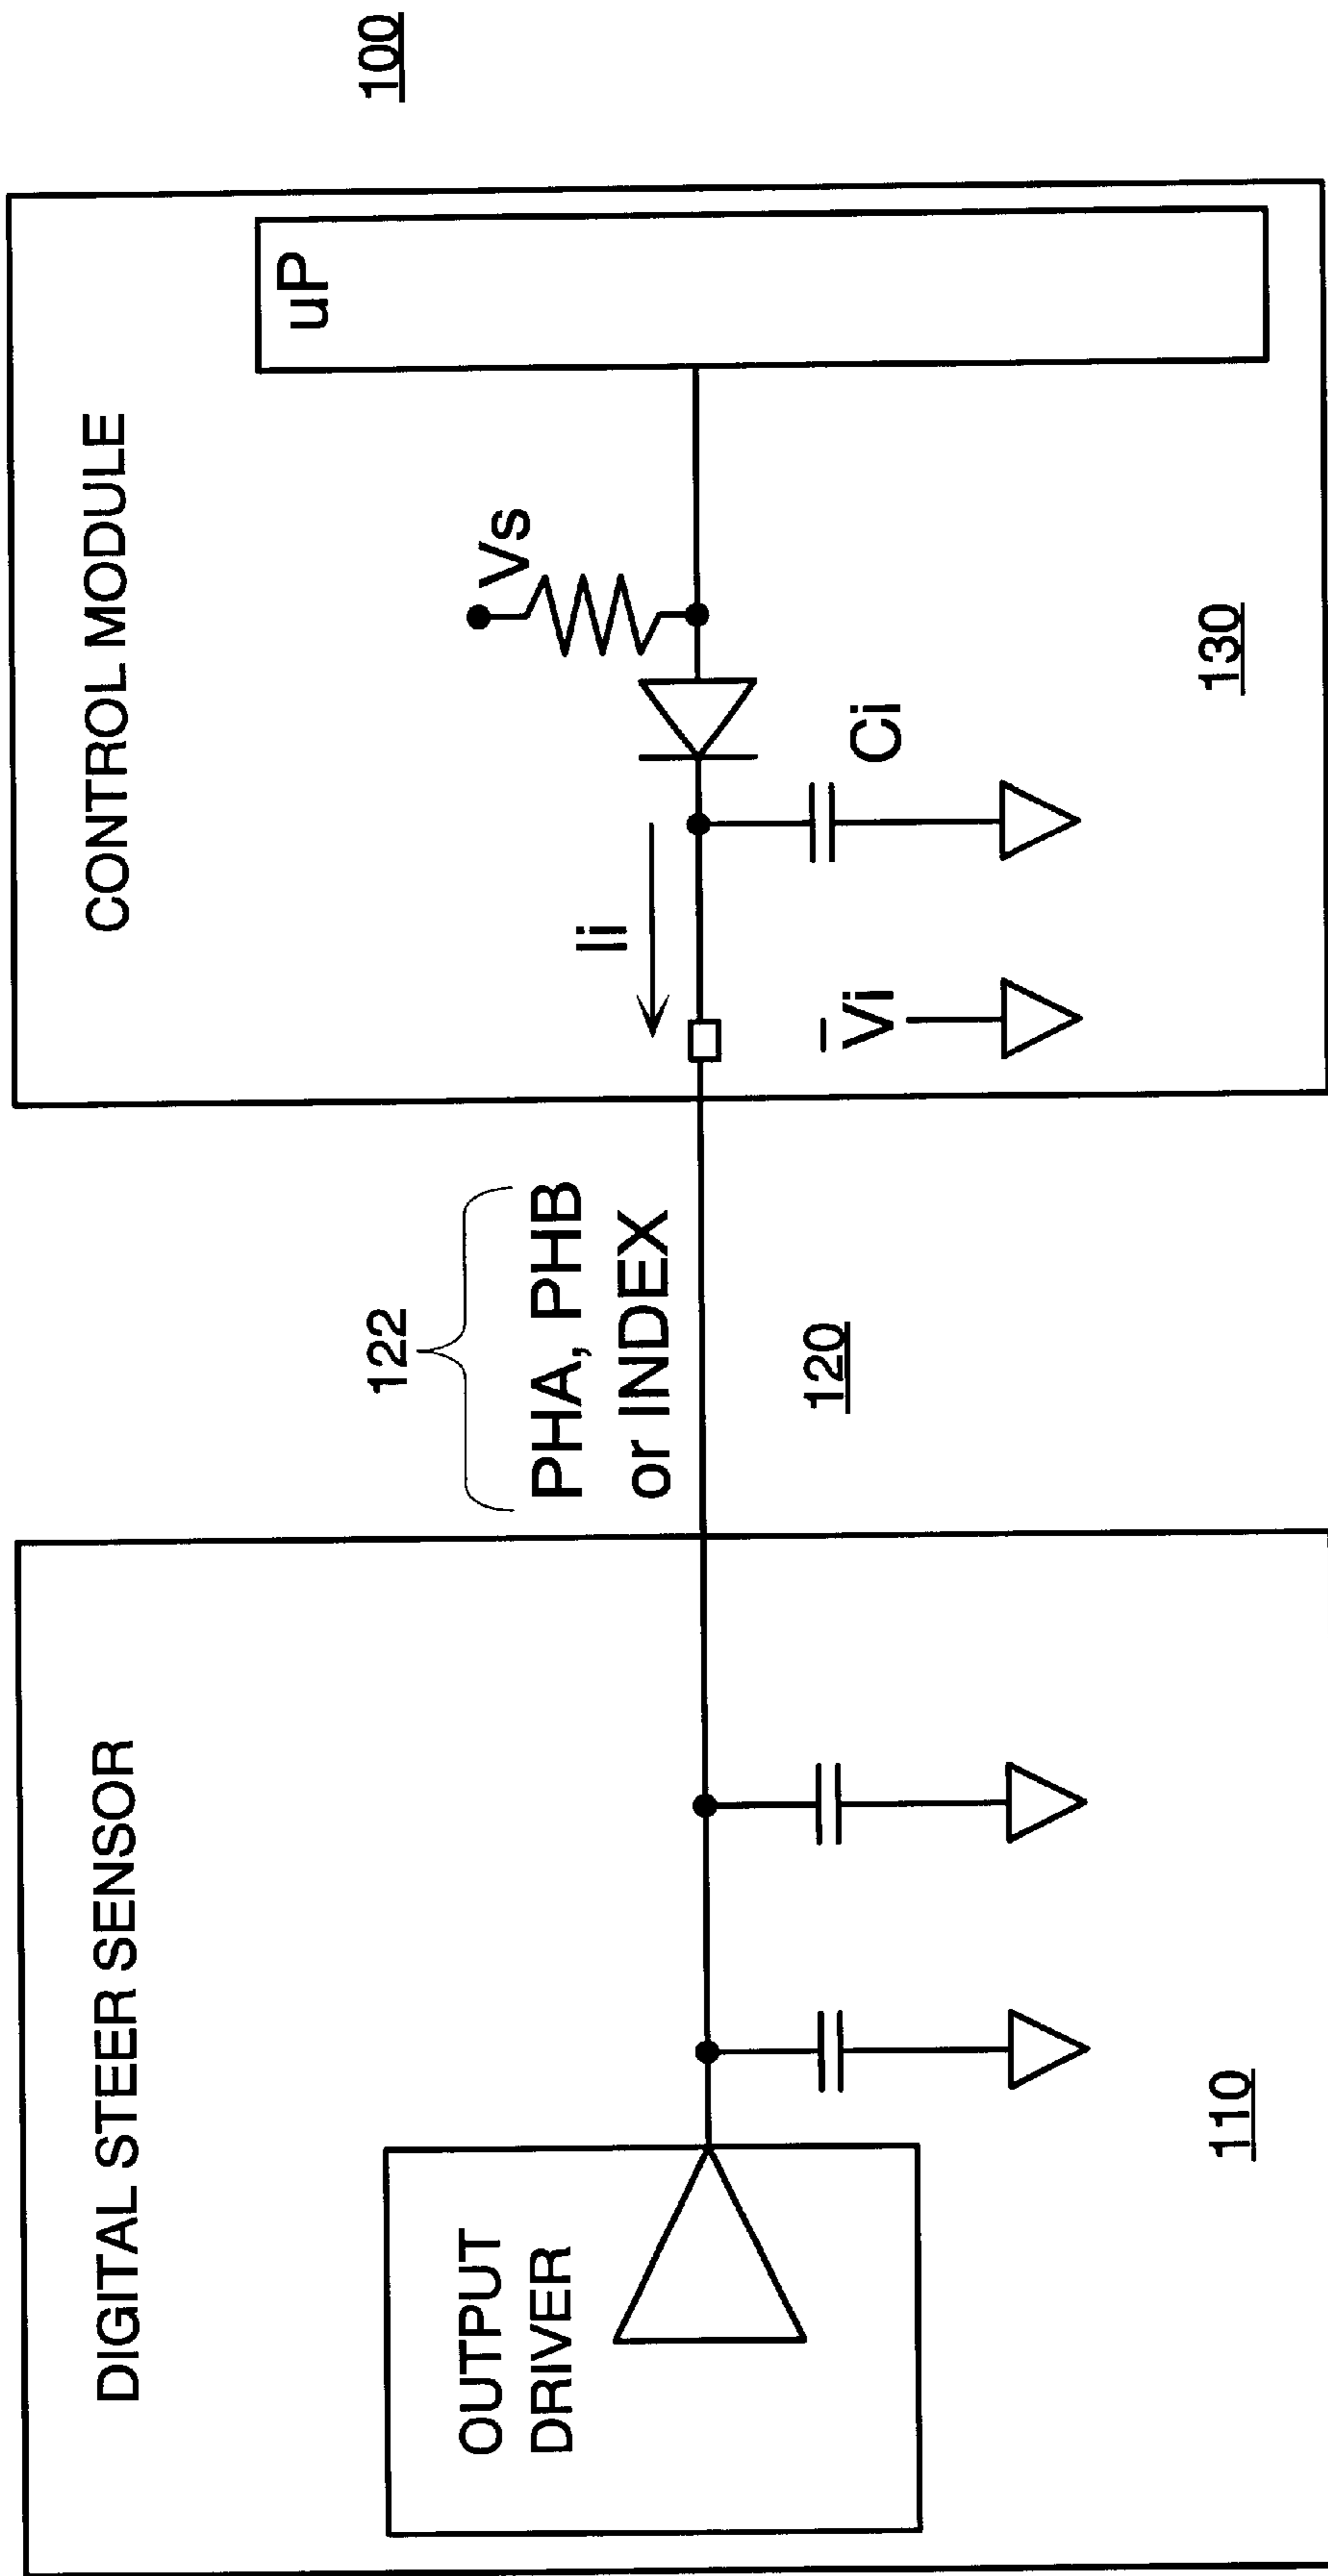 100
DIGITAL STEER SENSOR
OUTPUT
DRIVER
110
122
PHA, PHB
or INDEX
120
CONTROL MODULE
Ii
Vi
Ci
Vs
uP
130